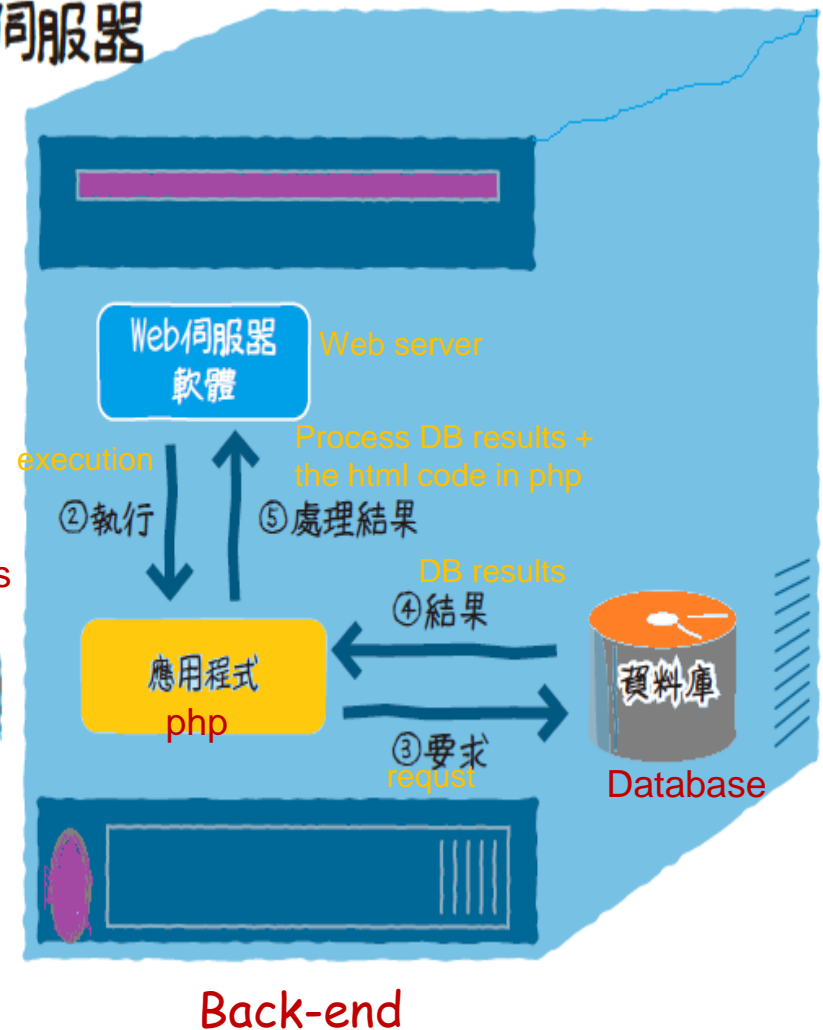 伺服器
Web伺服器
軟體
Web server
execution
Process DB results +
the html code in php
②執行
⑤處理結果
s
DB results
④結果
應用程式
php
資料庫
③要求
requst
Database
Back-end